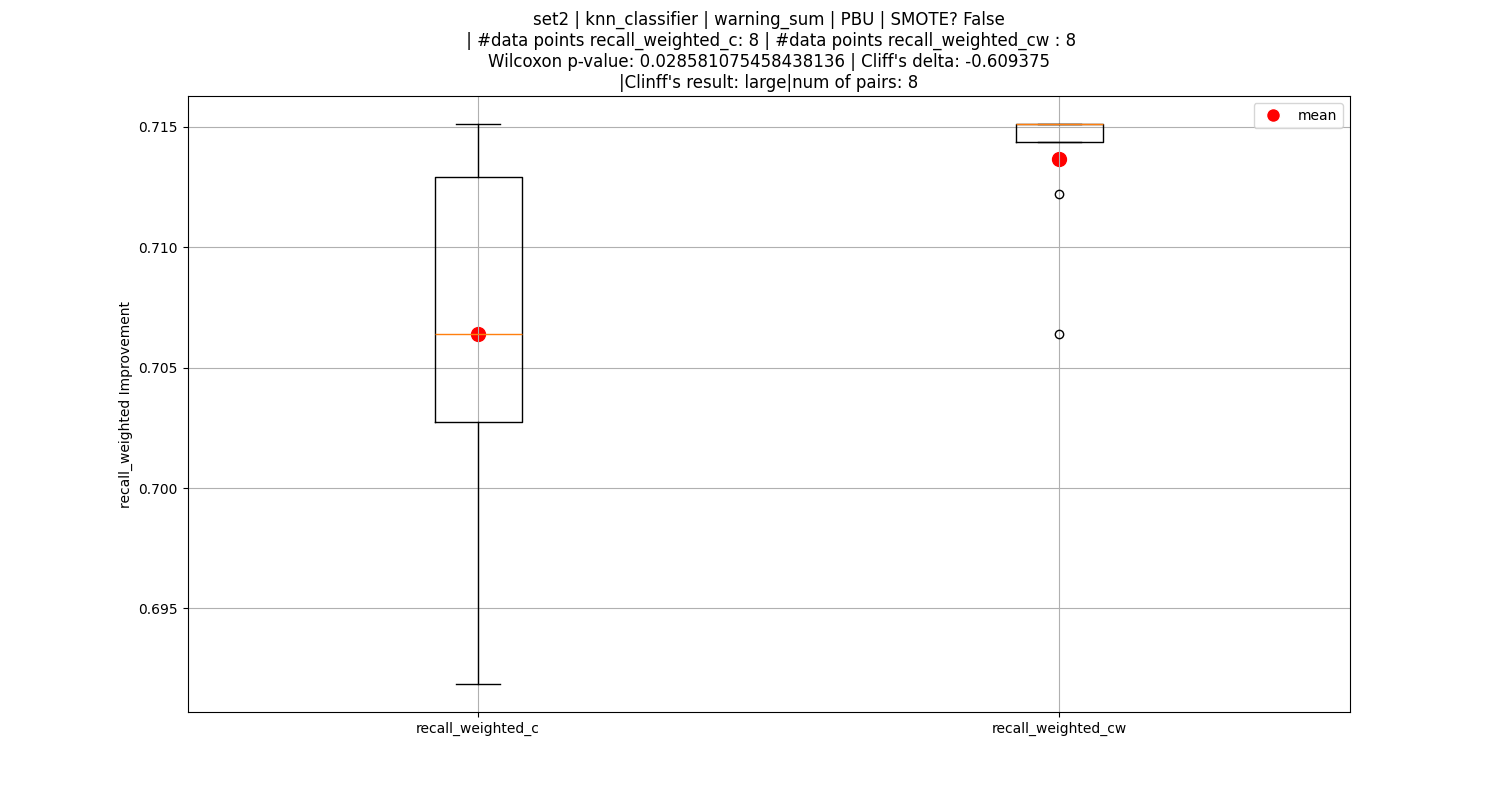 set2 | knn_classifier | warning_sum | PBU | SMOTE? False
| #data points recall_weighted_c: 8 | #data points recall_weighted_cw : 8
Wilcoxon p-value: 0.028581075458438136 | Cliff's delta: -0.609375
|Clinff's result: large|num of pairs: 8
mean
0.715
0.710
0.705
0.700
0.695
recall_weighted Improvement
recall_weighted_c
recall_weighted_cw